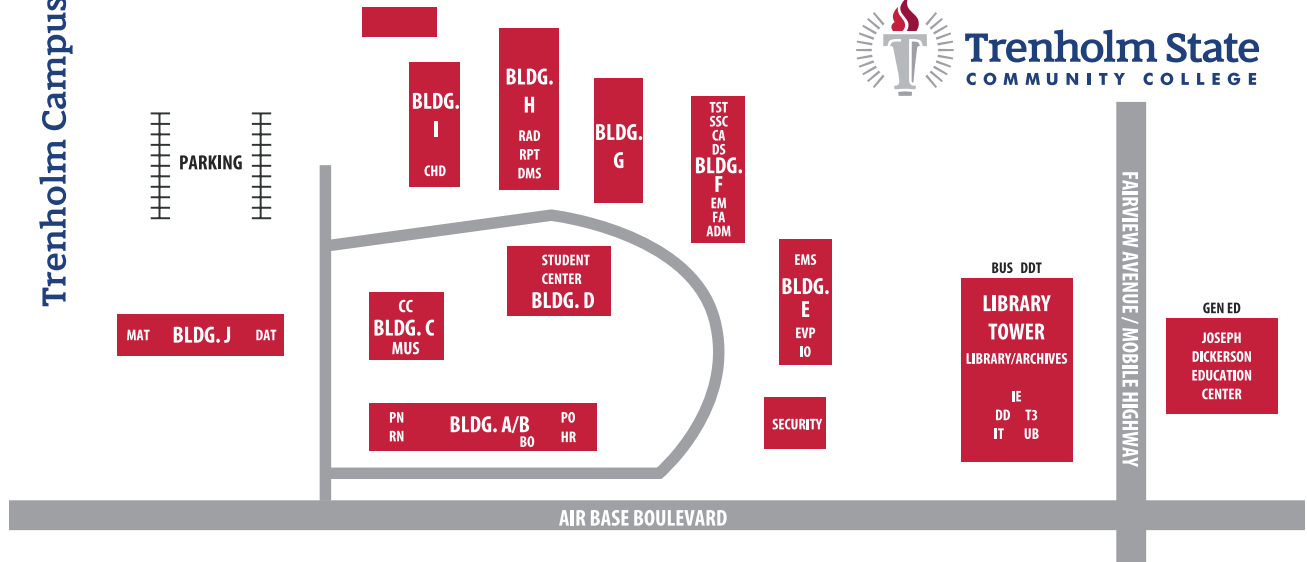 Trenholm Campus
Trenholm State
COMMUNITY COLLEGE
PARKING
BLDG.
I
CHD
BLDG.
H
RAD
RPT
DMS
BLDG.
G
TST
SSC
CA
DS
BLDG.
F
EM
FA
ADM
STUDENT
CENTER
BLDG. D
CC
BLDG. C
MUS
MAT BLDG. J DAT
PN BLDG. A/B PO
RN BO HR
EMS
BLDG.
E
EVP
IO
SECURITY
BUS DDT
LIBRARY
TOWER
LIBRARY/ARCHIVES
IE
DD T3
IT UB
FAIRVIEW AVENUE / MOBILE HIGHWAY
GEN ED
JOSEPH
DICKERSON
EDUCATION
CENTER
AIR BASE BOULEVARD